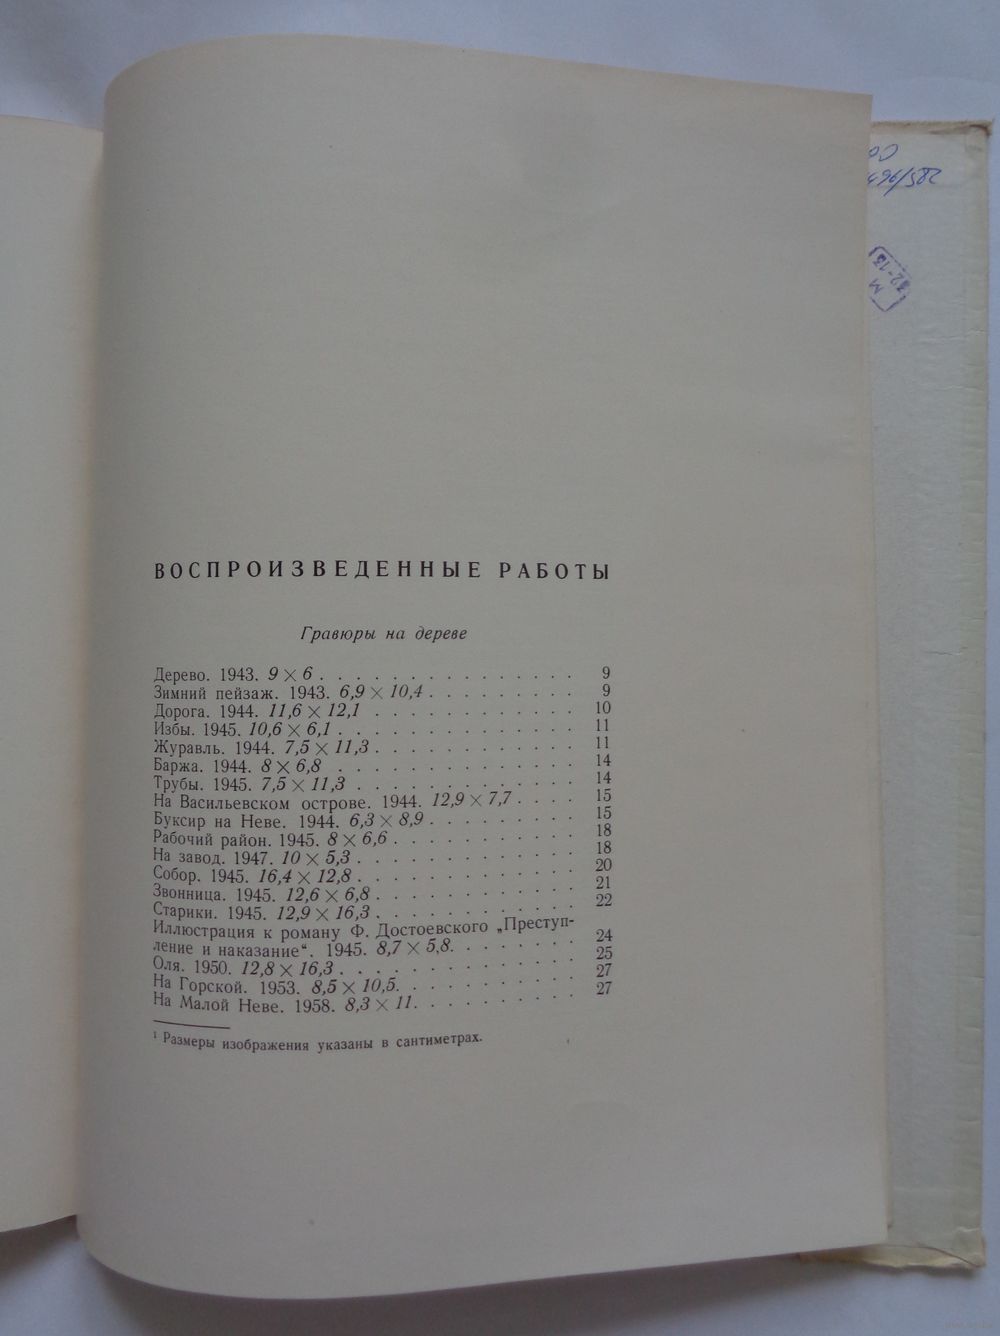 ВОСПРОИЗВЕДЕННЫЕ РАБОТЫ
Гравюры на дереве
Дерево. 1943. 9 × 6 . . . . . . . . . . . . . . . 9
Зимний пейзаж. 1943. 6,9 × 10,4 . . . . . . . . . 9
Дорога. 1944. 11,6 × 12,1 . . . . . . . . . . . . 10
Избы. 1945. 10,6 × 6,1 . . . . . . . . . . . . . . 11
Журавль. 1944. 7,5 × 11,3 . . . . . . . . . . . . 11
Баржа. 1944. 8 × 6,8 . . . . . . . . . . . . . . 14
Трубы. 1945. 7,5 × 11,3 . . . . . . . . . . . . . 14
На Васильевском острове. 1944. 12,9 × 7,7 . . . . 15
Буксир на Неве. 1944. 6,3 × 8,9 . . . . . . . . . 15
Рабочий район. 1945. 8 × 6,6 . . . . . . . . . . . 18
На завод. 1947. 10 × 5,3 . . . . . . . . . . . . . 18
Собор. 1945. 16,4 × 12,8 . . . . . . . . . . . . . 20
Звонница. 1945. 12,6 × 6,8 . . . . . . . . . . . . 21
Старики. 1945. 12,9 × 16,3 . . . . . . . . . . . . 22
Иллюстрация к роману Ф. Достоевского „Преступ-
ление и наказание“. 1945. 8,7 × 5,8. . . . . . . . 24
Оля. 1950. 12,8 × 16,3 . . . . . . . . . . . . . . 25
На Горской. 1953. 8,5 × 10,5. . . . . . . . . . . 27
На Малой Неве. 1958. 8,3 × 11. . . . . . . . . . . 27
¹ Размеры изображения указаны в сантиметрах.